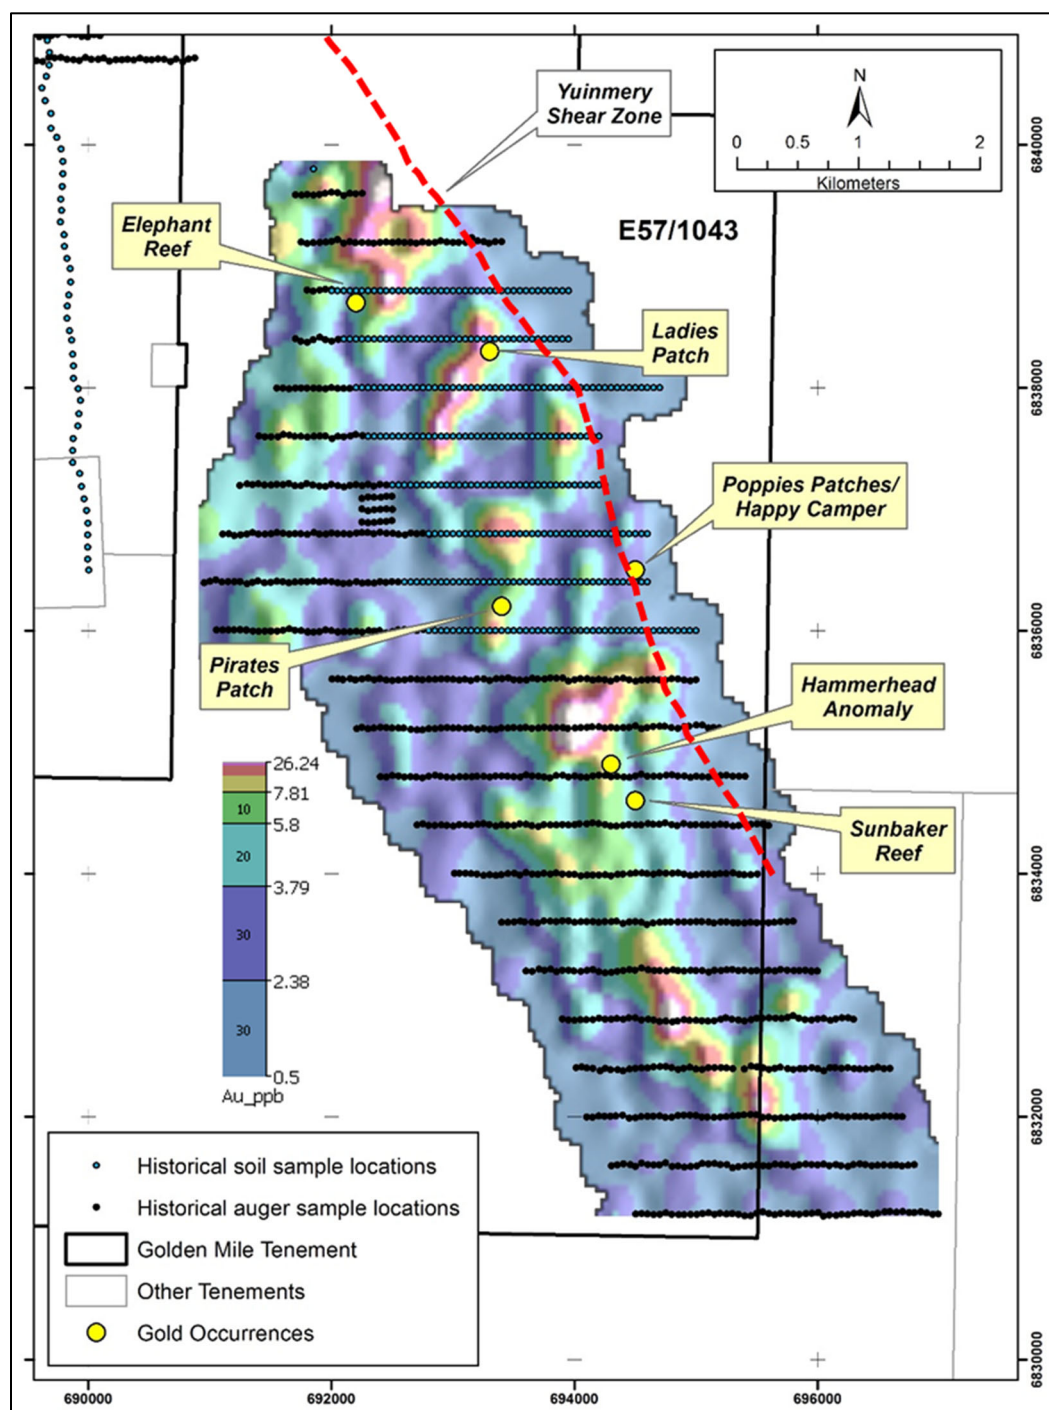 Yuinmery
Shear Zone
N
0 0.5 1 2
Kilometers
6840000
E57/1043
Elephant
Reef
Ladies
Patch
6838000
Poppies Patches/
Happy Camper
6836000
Pirates
Patch
Hammerhead
Anomaly
Sunbaker
Reef
26.24
7.81
10
5.8
20
3.79
30
2.38
30
0.5
Au_ppb
6834000
6832000
Historical soil sample locations
Historical auger sample locations
Golden Mile Tenement
Other Tenements
Gold Occurrences
6830000
690000 692000 694000 696000